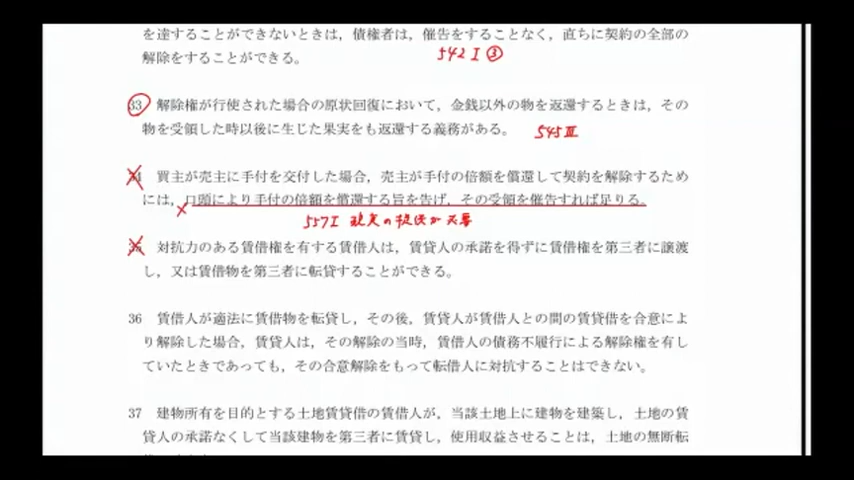 を達することができないときは，債権者は，催告をすることなく，直ちに契約の全部の
解除をすることができる。
542 I ③
33 解除権が行使された場合の原状回復において，金銭以外の物を返還するときは，その
物を受領した時以後に生じた果実をも返還する義務がある。
545 III
34 買主が売主に手付を交付した場合，売主が手付の倍額を償還して契約を解除するため
には，口頭により手付の倍額を償還する旨を告げ，その受領を催告すれば足りる。
557 I 現実の提供が必要
35 対抗力のある賃借権を有する賃借人は，賃貸人の承諾を得ずに賃借権を第三者に譲渡
し，又は賃借物を第三者に転貸することができる。
36 賃借人が適法に賃借物を転貸し，その後，賃貸人が賃借人との間の賃貸借を合意によ
り解除した場合，賃貸人は，その解除の当時，賃借人の債務不履行による解除権を有し
ていたときであっても，その合意解除をもって転借人に対抗することはできない。
37 建物所有を目的とする土地賃貸借の賃借人が，当該土地上に建物を建築し，土地の賃
貸人の承諾なくして当該建物を第三者に賃貸し，使用収益させることは，土地の無断転